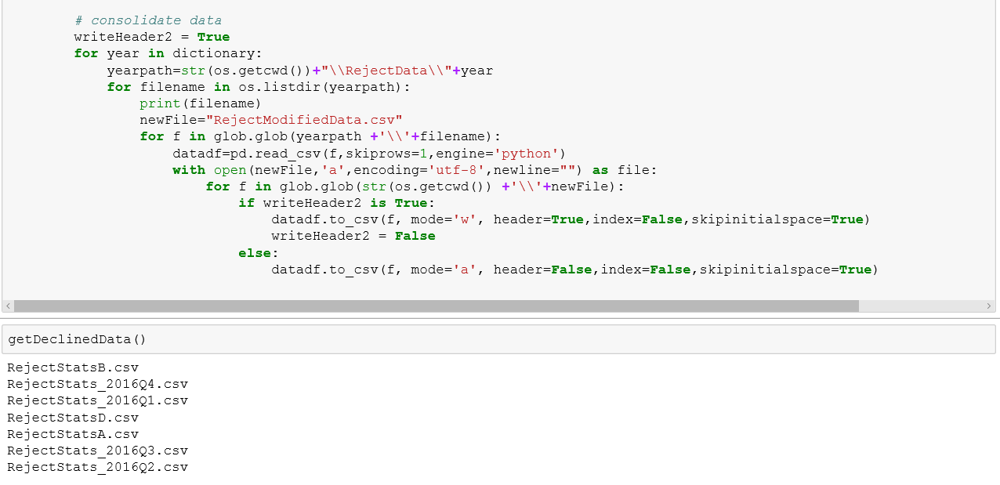 # consolidate data
writeHeader2 = True
for year in dictionary:
yearpath=str(os.getcwd())+"\\RejectData\\"+year
for filename in os.listdir(yearpath):
print(filename)
newFile="RejectModifiedData.csv"
for f in glob.glob(yearpath +'\\'+filename):
datadf=pd.read_csv(f,skiprows=1,engine='python')
with open(newFile,'a',encoding='utf-8',newline="") as file:
for f in glob.glob(str(os.getcwd()) +'\\'+newFile):
if writeHeader2 is True:
datadf.to_csv(f, mode='w', header=True,index=False,skipinitialspace=True)
writeHeader2 = False
else:
datadf.to_csv(f, mode='a', header=False,index=False,skipinitialspace=True)
getDeclinedData()
RejectStatsB.csv
RejectStats_2016Q4.csv
RejectStats_2016Q1.csv
RejectStatsD.csv
RejectStatsA.csv
RejectStats_2016Q3.csv
RejectStats_2016Q2.csv